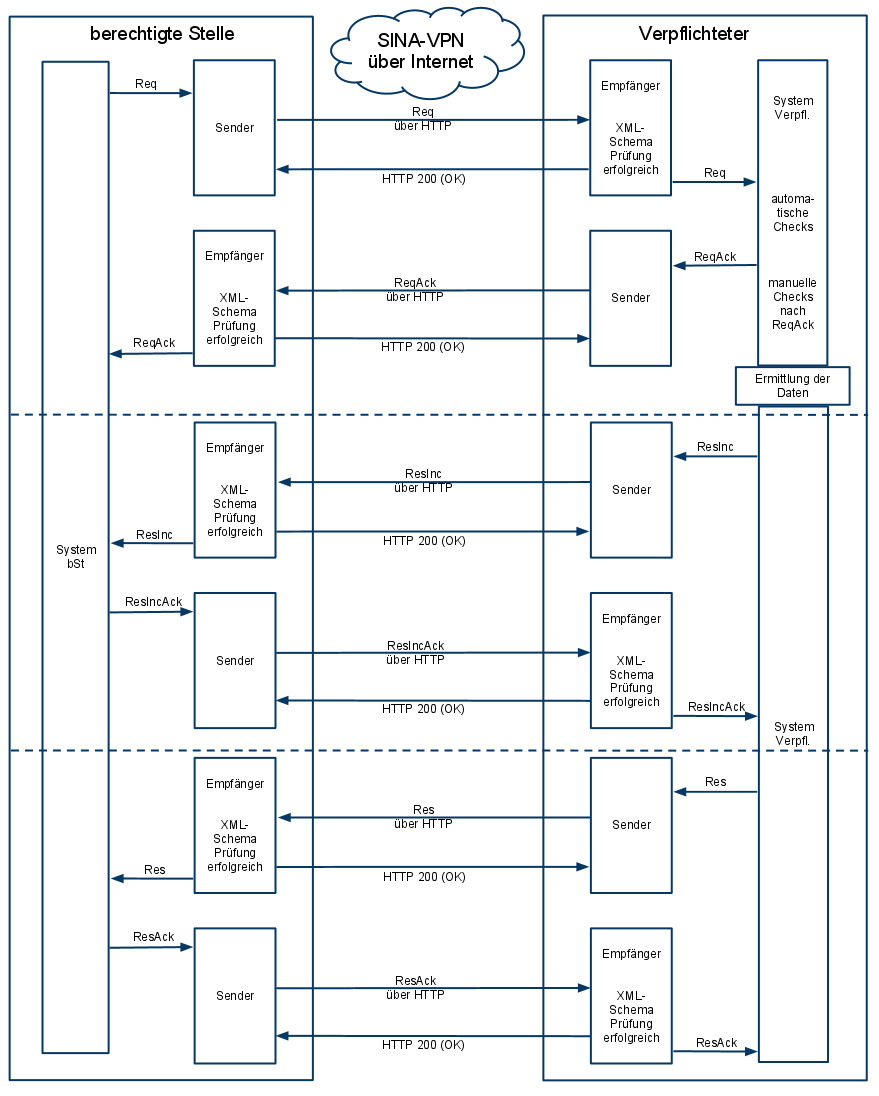 berechtigte Stelle
SINA-VPN
über Internet
Verpflichteter
Req
Sender
Req
über HTTP
HTTP 200 (OK)
Empfänger
XML-
Schema
Prüfung
erfolgreich
Req
System
Verpfl.
automa-
tische
Checks
manuelle
Checks
nach
ReqAck
Empfänger
XML-
Schema
Prüfung
erfolgreich
ReqAck
ReqAck
über HTTP
HTTP 200 (OK)
Sender
ReqAck
Ermittlung der
Daten
System
bSt
Empfänger
XML-
Schema
Prüfung
erfolgreich
ResInc
ResInc
über HTTP
HTTP 200 (OK)
Sender
ResInc
ResIncAck
Sender
ResIncAck
über HTTP
HTTP 200 (OK)
Empfänger
XML-
Schema
Prüfung
erfolgreich
ResIncAck
System
Verpfl.
Empfänger
XML-
Schema
Prüfung
erfolgreich
Res
Res
über HTTP
HTTP 200 (OK)
Sender
Res
ResAck
Sender
ResAck
über HTTP
HTTP 200 (OK)
Empfänger
XML-
Schema
Prüfung
erfolgreich
ResAck